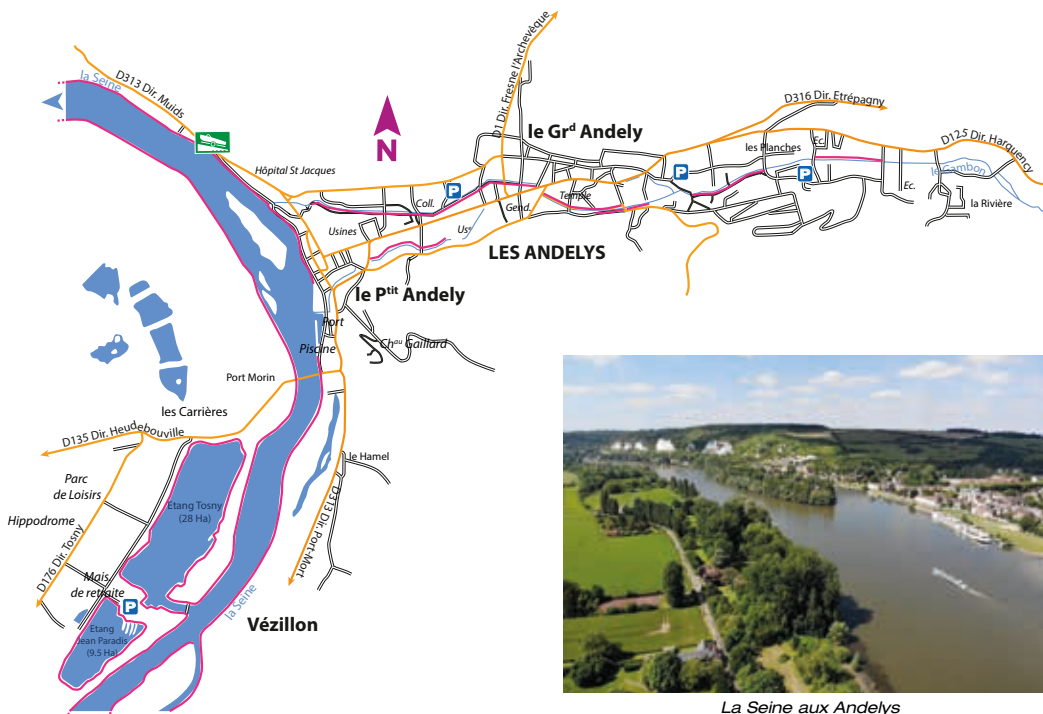 la Seine
D313 Dir. Muids
D1 Dir. Fresne l'Archevêque
D316 Dir. Etrépagny
D125 Dir. Harquency
le Grd Andely
les Planches
Ec.
le Gambon
Ec.
la Rivière
Hôpital St Jacques
N
P
P
P
Coll.
Gend.
Temple
Usines
Use
LES ANDELYS
le Ptit Andely
Port
Piscine
Chau Gaillard
Port Morin
les Carrières
D135 Dir. Heudebouville
Parc
de Loisirs
Hippodrome
D176 Dir. Tosny
Etang Tosny
(28 Ha)
Mais
de retraite
P
Etang
Jean Paradis
(9.5 Ha)
la Seine
Vézillon
le Hamel
D313 Dir. Port-Mort
La Seine aux Andelys